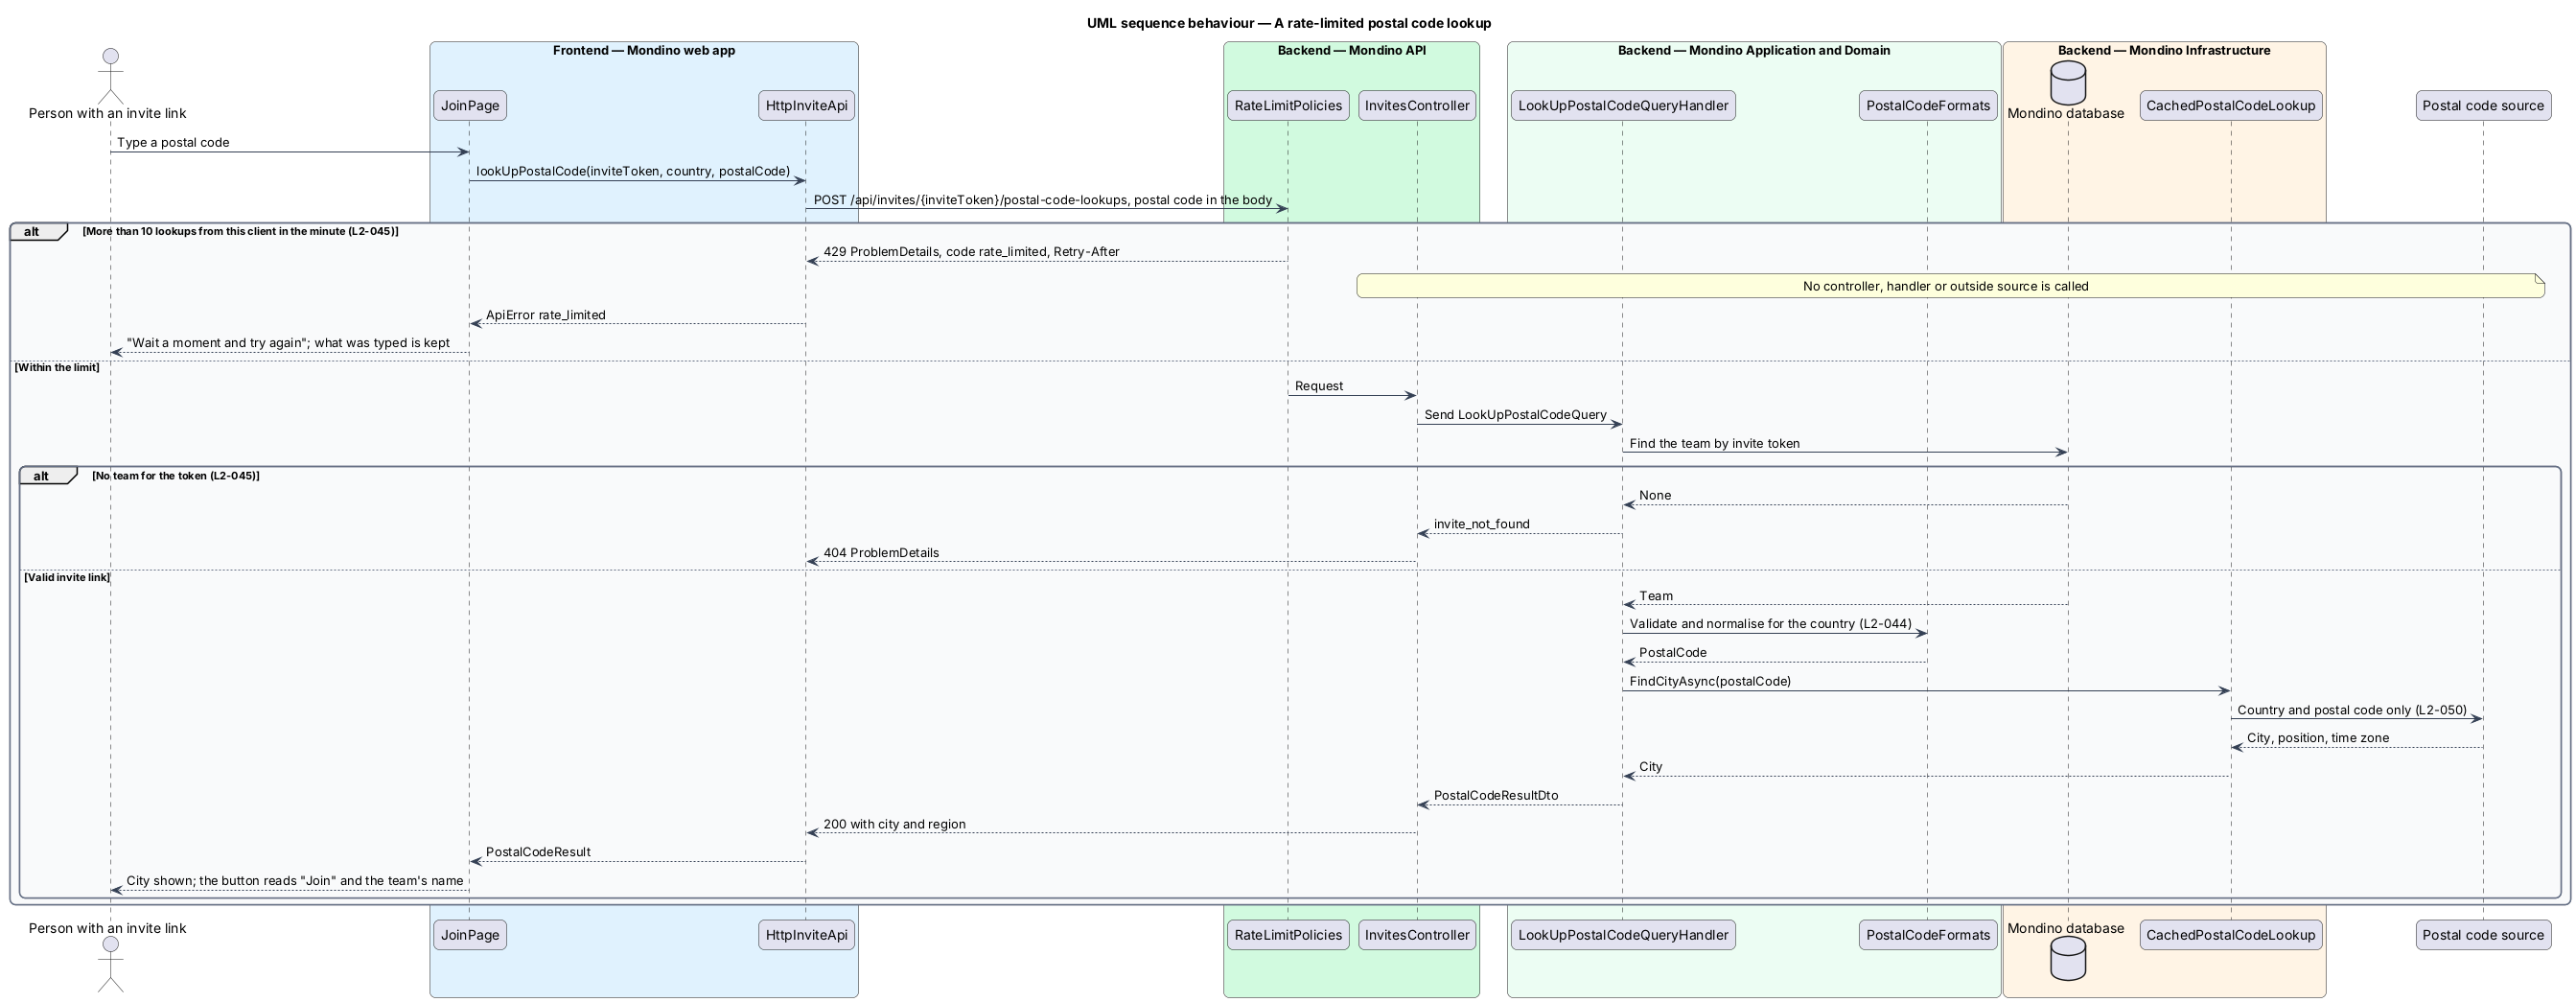 UML sequence behaviour — A rate-limited postal code lookup
Frontend — Mondino web app
Backend — Mondino API
Backend — Mondino Application and Domain
Backend — Mondino Infrastructure
Person with an invite link
JoinPage
HttpInviteApi
RateLimitPolicies
InvitesController
LookUpPostalCodeQueryHandler
PostalCodeFormats
Mondino database
CachedPostalCodeLookup
Postal code source
Type a postal code
lookUpPostalCode(inviteToken, country, postalCode)
POST /api/invites/{inviteToken}/postal-code-lookups, postal code in the body
alt
[More than 10 lookups from this client in the minute (L2-045)]
429 ProblemDetails, code rate_limited, Retry-After
No controller, handler or outside source is called
ApiError rate_limited
"Wait a moment and try again"; what was typed is kept
[Within the limit]
Request
Send LookUpPostalCodeQuery
Find the team by invite token
alt
[No team for the token (L2-045)]
None
invite_not_found
404 ProblemDetails
[Valid invite link]
Team
Validate and normalise for the country (L2-044)
PostalCode
FindCityAsync(postalCode)
Country and postal code only (L2-050)
City, position, time zone
City
PostalCodeResultDto
200 with city and region
PostalCodeResult
City shown; the button reads "Join" and the team's name
Person with an invite link
JoinPage
HttpInviteApi
RateLimitPolicies
InvitesController
LookUpPostalCodeQueryHandler
PostalCodeFormats
Mondino database
CachedPostalCodeLookup
Postal code source